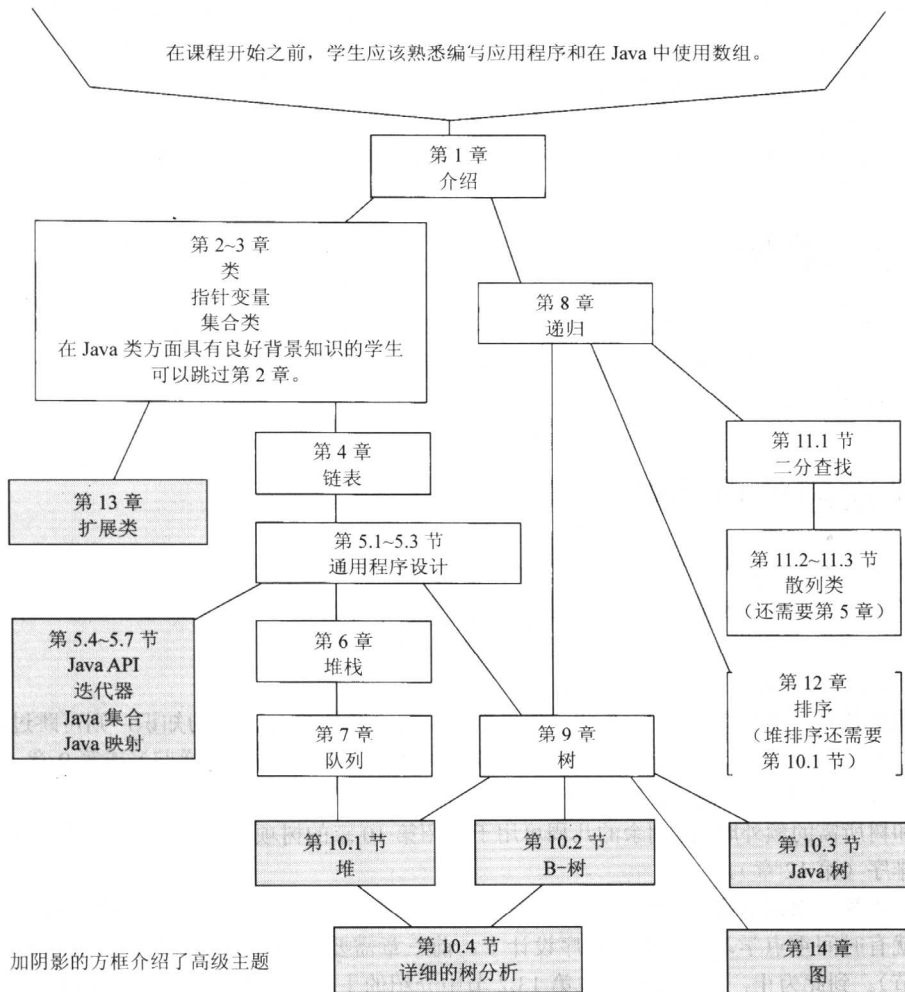 在课程开始之前，学生应该熟悉编写应用程序和在 Java 中使用数组。
第 1 章
介绍
第 2~3 章
类
指针变量
集合类
在 Java 类方面具有良好背景知识的学生
可以跳过第 2 章。
第 8 章
递归
第 4 章
链表
第 11.1 节
二分查找
第 13 章
扩展类
第 5.1~5.3 节
通用程序设计
第 11.2~11.3 节
散列类
（还需要第 5 章）
第 5.4~5.7 节
Java API
迭代器
Java 集合
Java 映射
第 6 章
堆栈
第 7 章
队列
第 9 章
树
第 12 章
排序
（堆排序还需要
第 10.1 节）
第 10.1 节
堆
第 10.2 节
B-树
第 10.3 节
Java 树
第 10.4 节
详细的树分析
第 14 章
图
加阴影的方框介绍了高级主题